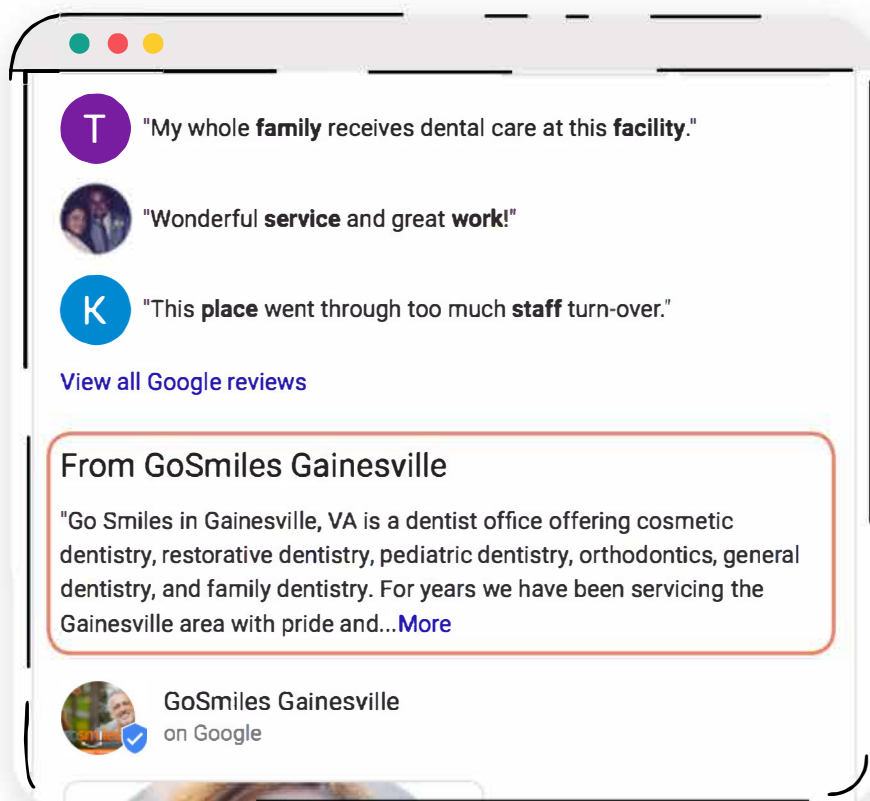 T
"My whole family receives dental care at this facility."
"Wonderful service and great work!"
K
"This place went through too much staff turn-over."
View all Google reviews
From GoSmiles Gainesville
"Go Smiles in Gainesville, VA is a dentist office offering cosmetic
dentistry, restorative dentistry, pediatric dentistry, orthodontics, general
dentistry, and family dentistry. For years we have been servicing the
Gainesville area with pride and...More
GoSmiles Gainesville
on Google